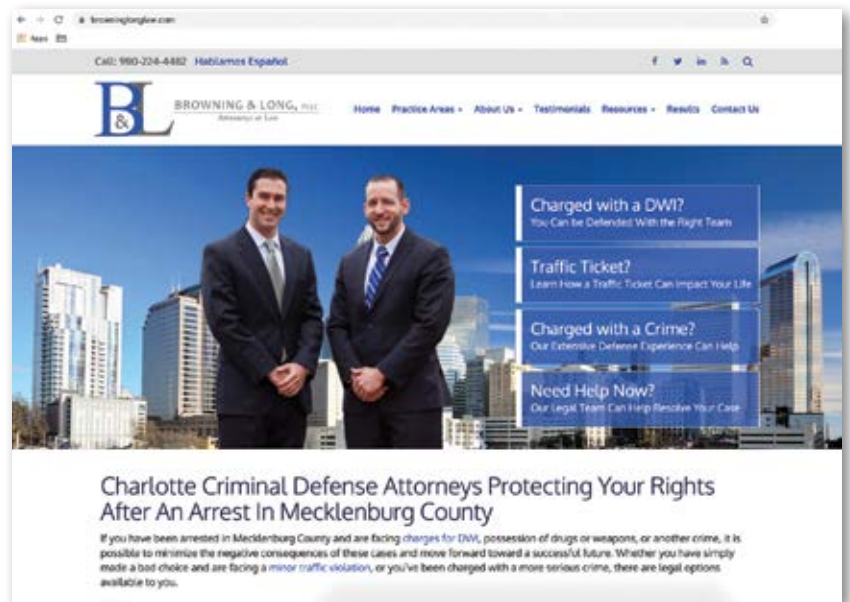 browninglonglaw.com
Apps
Call: 980-224-4482 Hablamos Español
B&L
BROWNING & LONG, PLLC
Attorneys at Law
Home Practice Areas About Us Testimonials Resources Results Contact Us
Charged with a DWI?
You Can be Defended With the Right Team
Traffic Ticket?
Learn How a Traffic Ticket Can Impact Your Life
Charged with a Crime?
Our Extensive Defense Experience Can Help
Need Help Now?
Our Legal Team Can Help Resolve Your Case
Charlotte Criminal Defense Attorneys Protecting Your Rights
After An Arrest In Mecklenburg County
If you have been arrested in Mecklenburg County and are facing charges for DWI, possession of drugs or weapons, or another crime, it is
possible to minimize the negative consequences of these cases and move forward toward a successful future. Whether you have simply
made a bad choice and are facing a minor traffic violation, or you've been charged with a more serious crime, there are legal options
available to you.